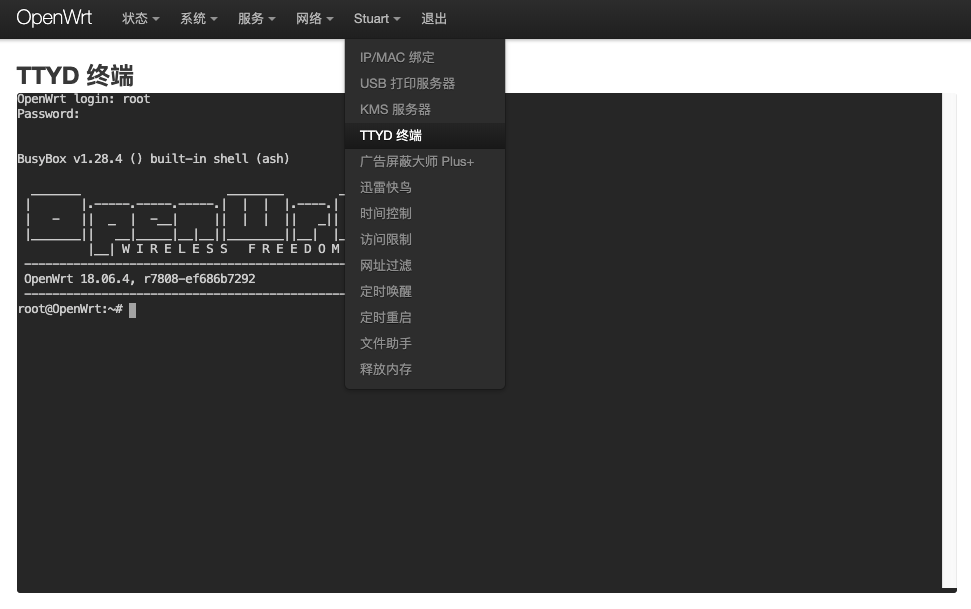 OpenWrt 状态 系统 服务 网络 Stuart 退出
IP/MAC 绑定
USB 打印服务器
KMS 服务器
TTYD 终端
广告屏蔽大师 Plus+
迅雷快鸟
时间控制
访问限制
网址过滤
定时唤醒
定时重启
文件助手
释放内存
TTYD 终端
OpenWrt login: root
Password:
BusyBox v1.28.4 () built-in shell (ash)
W I R E L E S S F R E E D O M
OpenWrt 18.06.4, r7808-ef686b7292
root@OpenWrt:~#